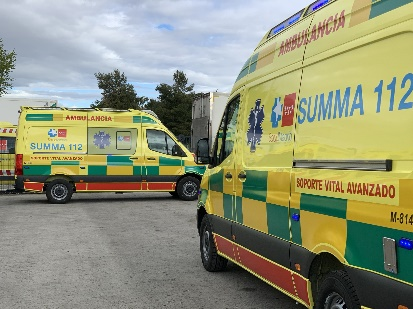 AMBULANCIA
SUMMA 112
SOPORTE VITAL AVANZADO
AMBULANCIA
SUMMA 112
SOPORTE VITAL AVANZADO
M-814